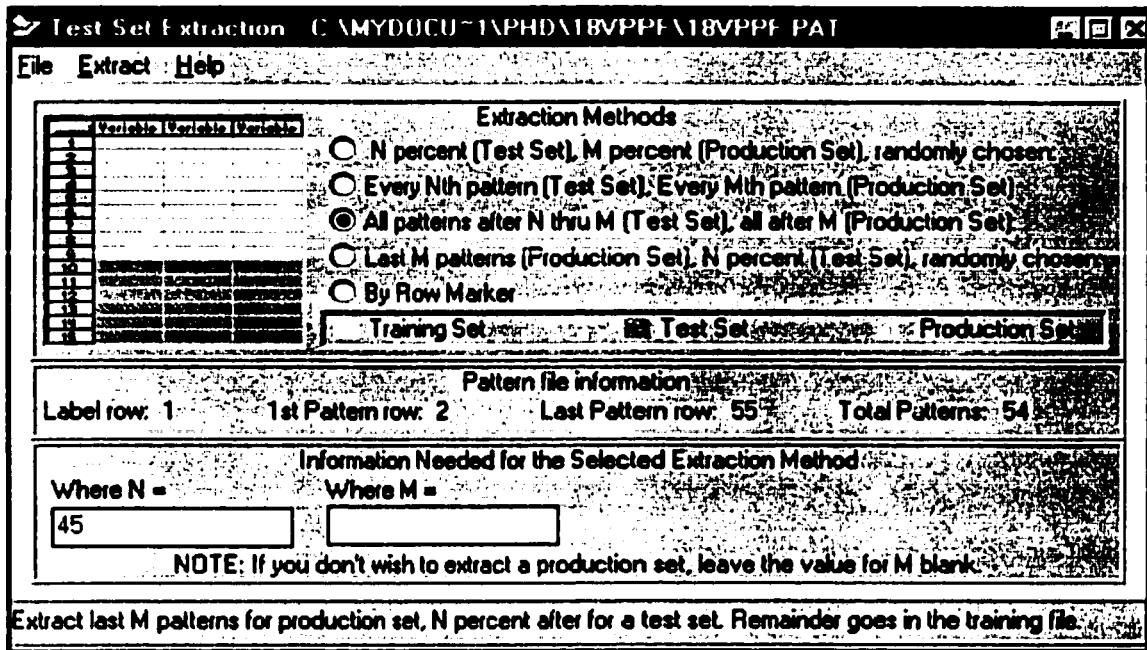 Test Set Extraction C:\MYDOCU~1\PHD\18VPPF\18VPPF.PAT
File Extract Help
Extraction Methods
Variable Variable Variable
N percent (Test Set), M percent (Production Set), randomly chosen.
Every Nth pattern (Test Set), Every Mth pattern (Production Set)
All patterns after N thru M (Test Set), all after M (Production Set)
Last M patterns (Production Set), N percent (Test Set), randomly chosen.
By Row Marker
Training Set Test Set Production Set
Pattern file information
Label row: 1 1st Pattern row: 2 Last Pattern row: 55 Total Patterns: 54
Information Needed for the Selected Extraction Method
Where N = Where M =
45
NOTE: If you don't wish to extract a production set, leave the value for M blank.
Extract last M patterns for production set, N percent after for a test set. Remainder goes in the training file.